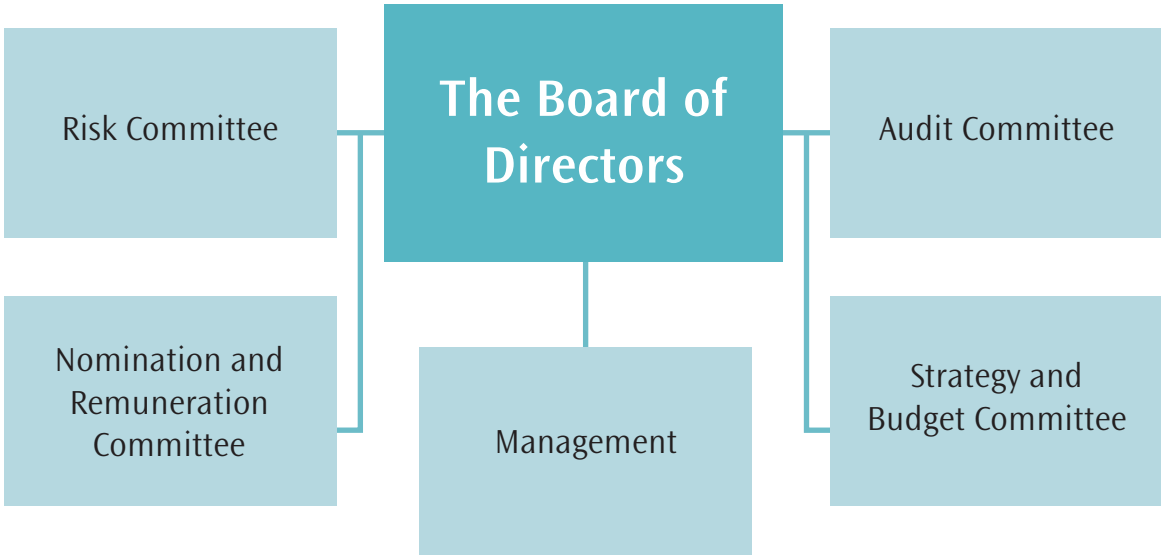 The Board of
Directors
Risk Committee
Audit Committee
Nomination and
Remuneration
Committee
Management
Strategy and
Budget Committee